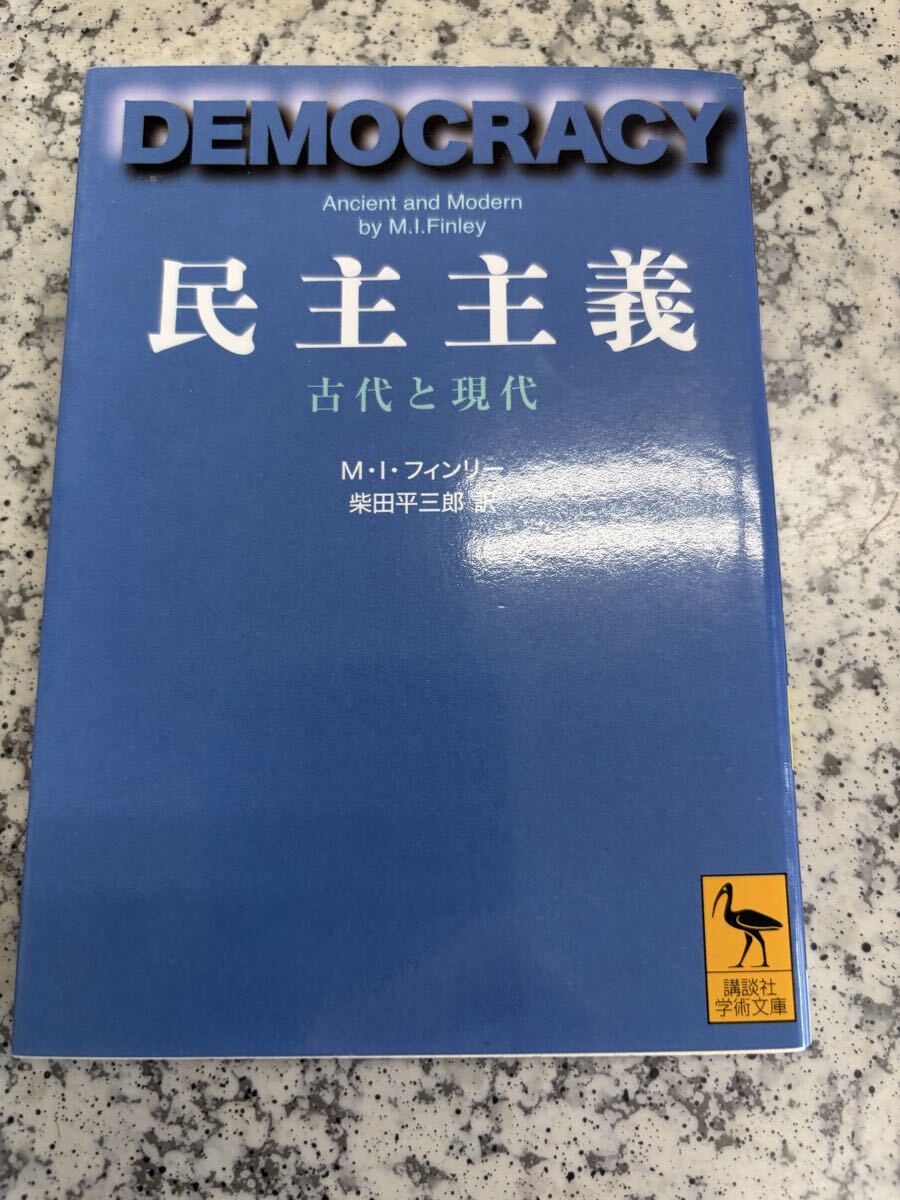 DEMOCRACY
Ancient and Modern
by M.I.Finley
民主主義
古代と現代
M・I・フィンリー
柴田平三郎 訳
講談社
学術文庫